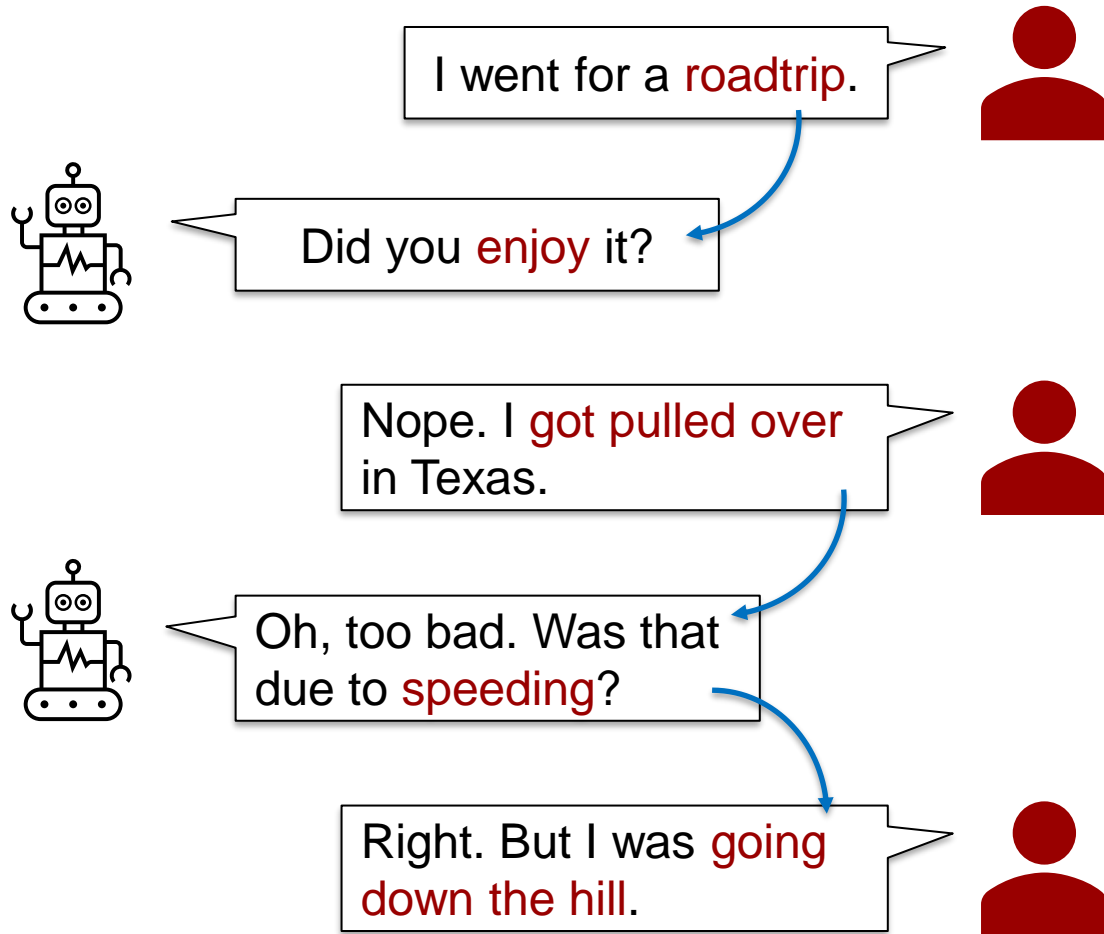 I went for a roadtrip.
Did you enjoy it?
Nope. I got pulled over
in Texas.
Oh, too bad. Was that
due to speeding?
Right. But I was going
down the hill.